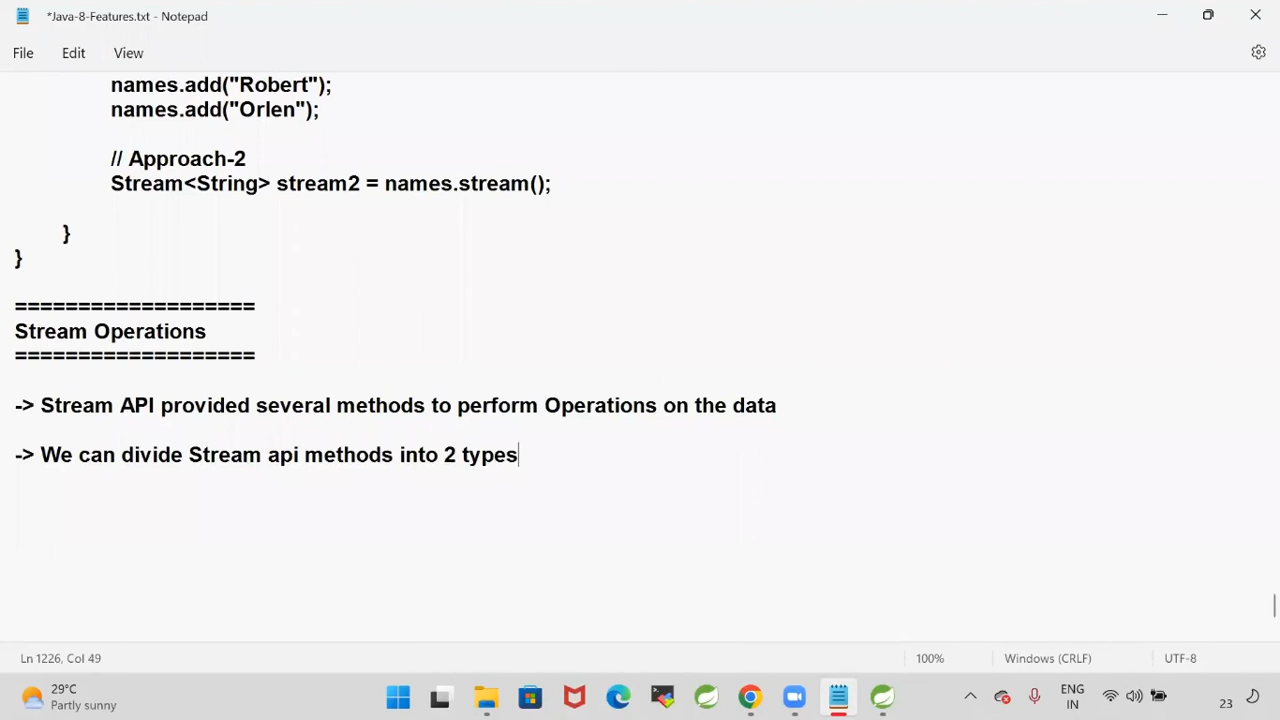 *Java-8-Features.txt - Notepad
File Edit View
names.add("Robert");
names.add("Orlen");
// Approach-2
Stream<String> stream2 = names.stream();
}
}
===================
Stream Operations
===================
-> Stream API provided several methods to perform Operations on the data
-> We can divide Stream api methods into 2 types
Ln 1226, Col 49 100% Windows (CRLF) UTF-8
29°C
Partly sunny
ENG
IN
23